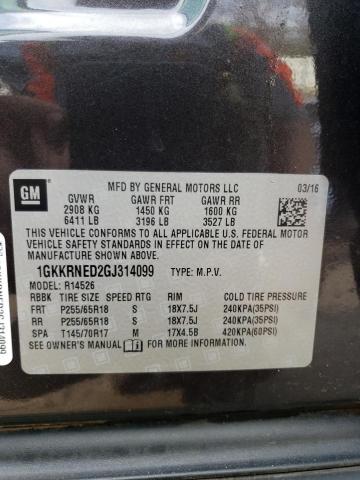 GM
MFD BY GENERAL MOTORS LLC 03/16
GVWR GAWR FRT GAWR RR
2908 KG 1450 KG 1600 KG
6411 LB 3196 LB 3527 LB
THIS VEHICLE CONFORMS TO ALL APPLICABLE U.S. FEDERAL
MOTOR VEHICLE SAFETY, BUMPER, AND THEFT PREVENTION
STANDARDS IN EFFECT ON THE DATE OF MANUFACTURE SHOWN ABOVE.
1GKKRNED2GJ314099 TYPE: M.P.V.
MODEL: R14526
RBBK TIRE SIZE SPEED RTG RIM COLD TIRE PRESSURE
FRT P255/65R18 S 18X7.5J 240KPA(35PSI)
RR P255/65R18 S 18X7.5J 240KPA(35PSI)
SPA T145/70R17 M 17X4.5B 420KPA(60PSI)
SEE OWNER'S MANUAL FOR MORE INFORMATION.